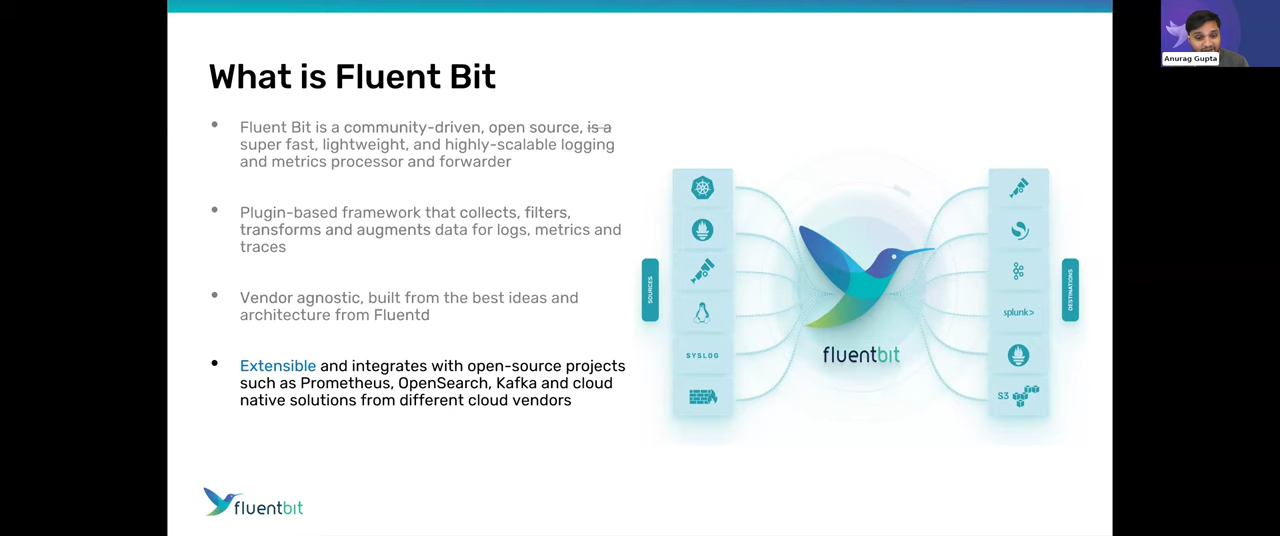 What is Fluent Bit
• Fluent Bit is a community-driven, open source, is a
super fast, lightweight, and highly-scalable logging
and metrics processor and forwarder
• Plugin-based framework that collects, filters,
transforms and augments data for logs, metrics and
traces
• Vendor agnostic, built from the best ideas and
architecture from Fluentd
• Extensible and integrates with open-source projects
such as Prometheus, OpenSearch, Kafka and cloud
native solutions from different cloud vendors
SOURCES
SYSLOG
fluentbit
splunk>
S3
DESTINATIONS
fluentbit
Anurag Gupta